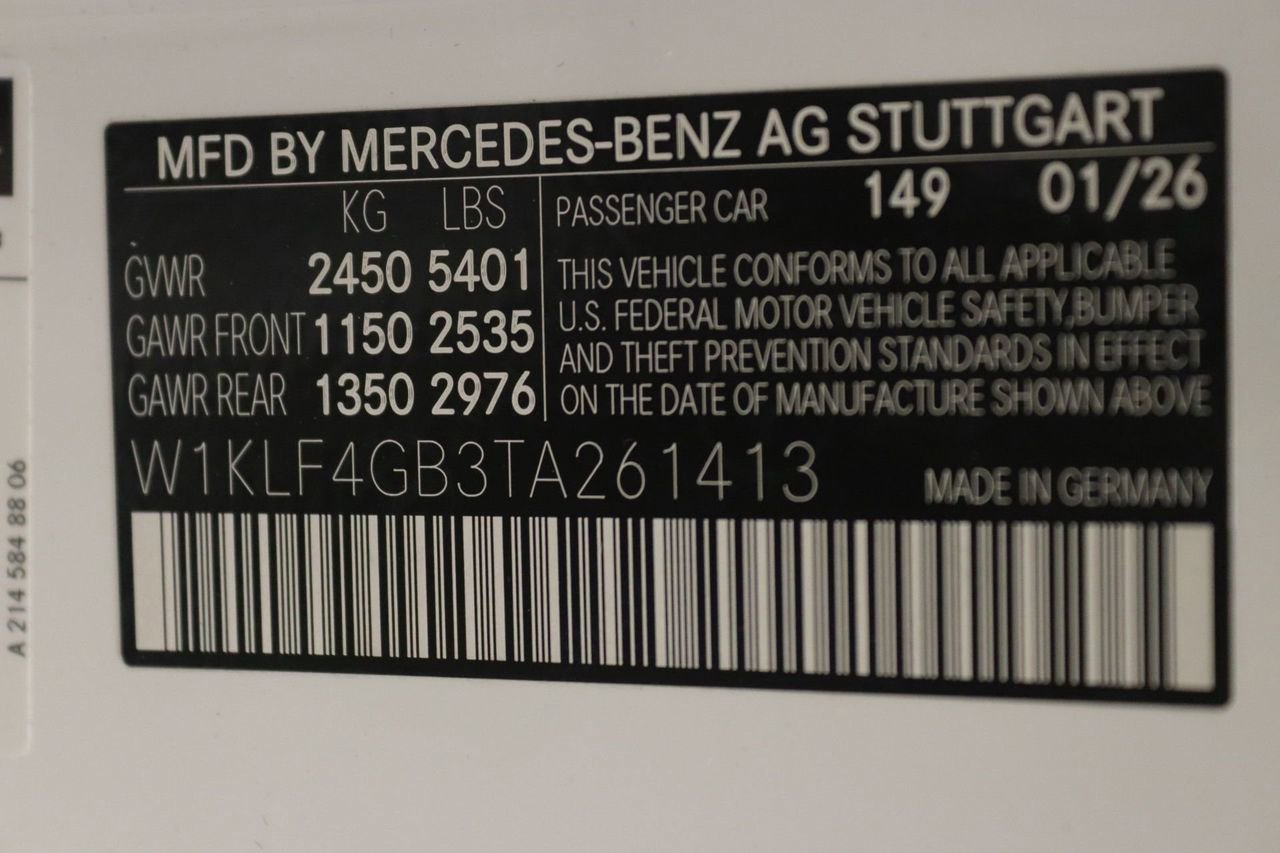 MFD BY MERCEDES-BENZ AG STUTTGART
KG LBS
GVWR 2450 5401
GAWR FRONT 1150 2535
GAWR REAR 1350 2976
PASSENGER CAR 149 01/26
THIS VEHICLE CONFORMS TO ALL APPLICABLE
U.S. FEDERAL MOTOR VEHICLE SAFETY,BUMPER
AND THEFT PREVENTION STANDARDS IN EFFECT
ON THE DATE OF MANUFACTURE SHOWN ABOVE
W1KLF4GB3TA261413
MADE IN GERMANY
A 214 584 88 06